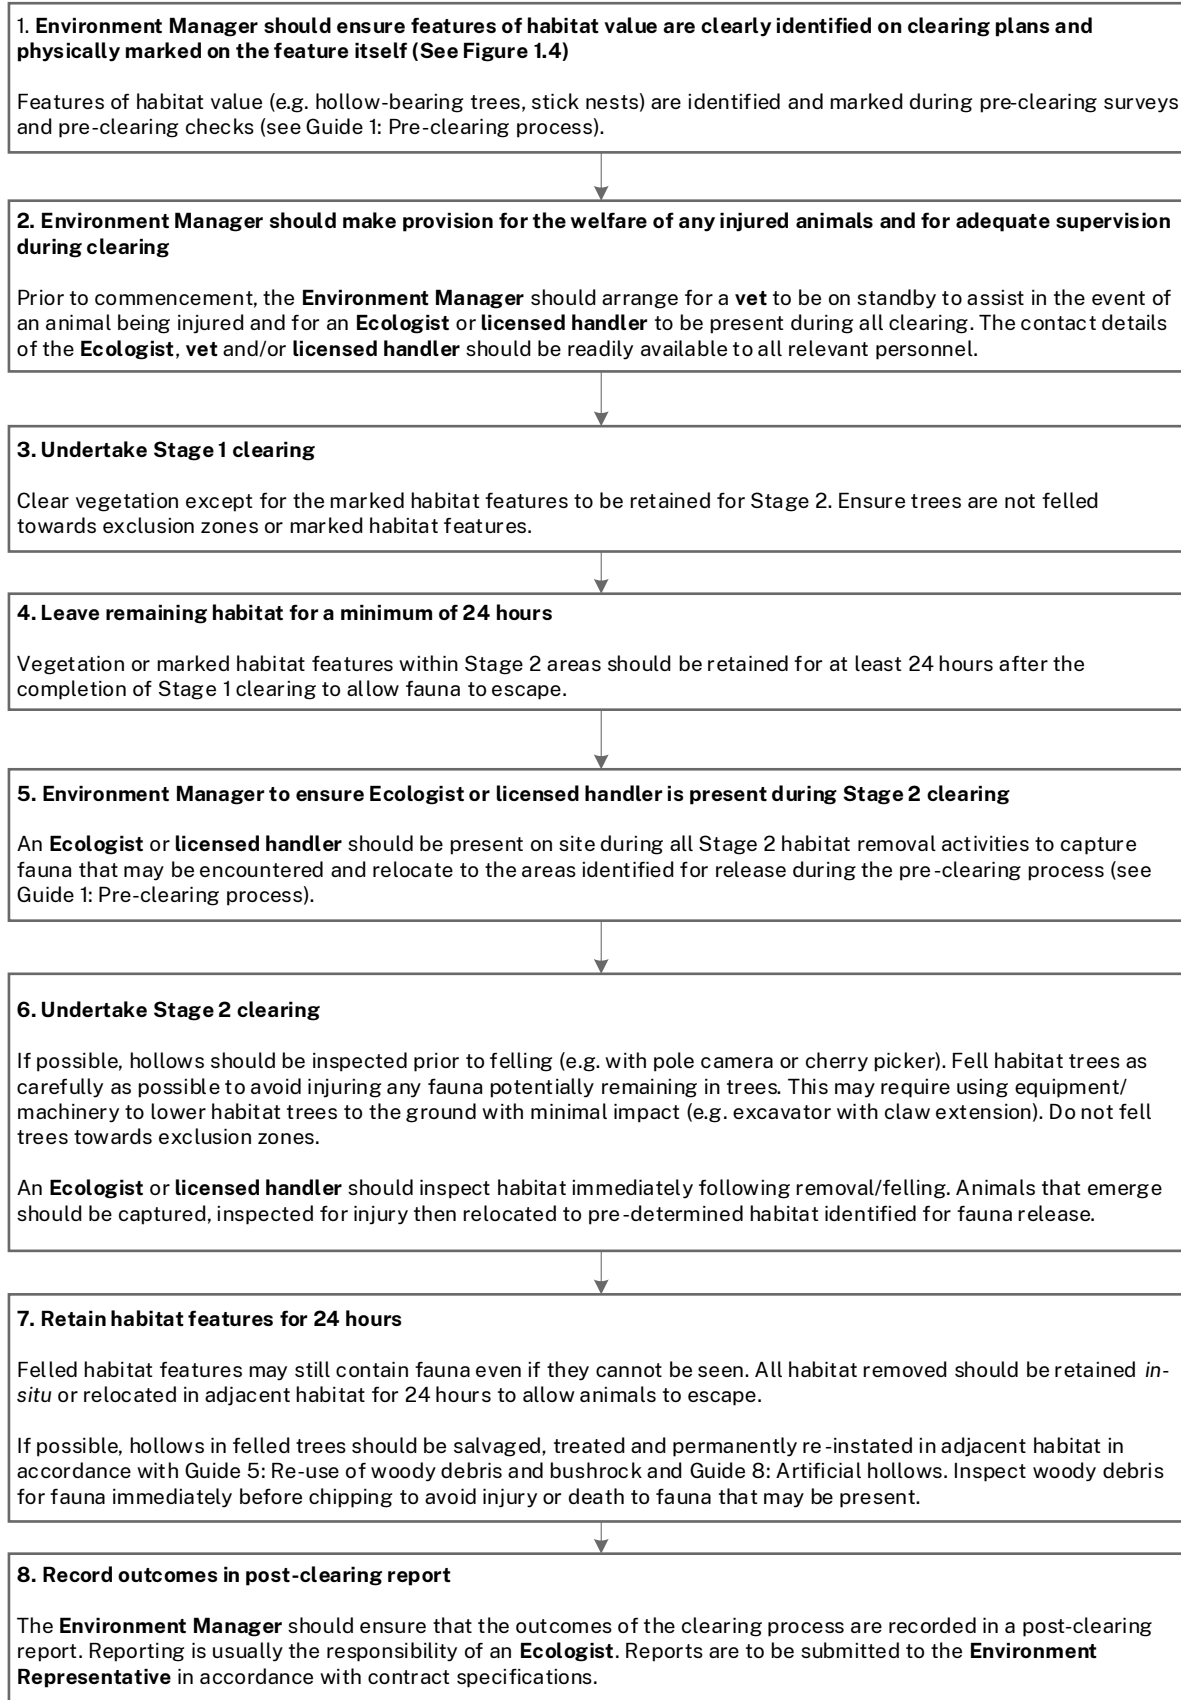 1. Environment Manager should ensure features of habitat value are clearly identified on clearing plans and
physically marked on the feature itself (See Figure 1.4)
Features of habitat value (e.g. hollow-bearing trees, stick nests) are identified and marked during pre-clearing surveys
and pre-clearing checks (see Guide 1: Pre-clearing process).
2. Environment Manager should make provision for the welfare of any injured animals and for adequate supervision
during clearing
Prior to commencement, the Environment Manager should arrange for a vet to be on standby to assist in the event of
an animal being injured and for an Ecologist or licensed handler to be present during all clearing. The contact details
of the Ecologist, vet and/or licensed handler should be readily available to all relevant personnel.
3. Undertake Stage 1 clearing
Clear vegetation except for the marked habitat features to be retained for Stage 2. Ensure trees are not felled
towards exclusion zones or marked habitat features.
4. Leave remaining habitat for a minimum of 24 hours
Vegetation or marked habitat features within Stage 2 areas should be retained for at least 24 hours after the
completion of Stage 1 clearing to allow fauna to escape.
5. Environment Manager to ensure Ecologist or licensed handler is present during Stage 2 clearing
An Ecologist or licensed handler should be present on site during all Stage 2 habitat removal activities to capture
fauna that may be encountered and relocate to the areas identified for release during the pre-clearing process (see
Guide 1: Pre-clearing process).
6. Undertake Stage 2 clearing
If possible, hollows should be inspected prior to felling (e.g. with pole camera or cherry picker). Fell habitat trees as
carefully as possible to avoid injuring any fauna potentially remaining in trees. This may require using equipment/
machinery to lower habitat trees to the ground with minimal impact (e.g. excavator with claw extension). Do not fell
trees towards exclusion zones.
An Ecologist or licensed handler should inspect habitat immediately following removal/felling. Animals that emerge
should be captured, inspected for injury then relocated to pre-determined habitat identified for fauna release.
7. Retain habitat features for 24 hours
Felled habitat features may still contain fauna even if they cannot be seen. All habitat removed should be retained in-
situ or relocated in adjacent habitat for 24 hours to allow animals to escape.
If possible, hollows in felled trees should be salvaged, treated and permanently re-instated in adjacent habitat in
accordance with Guide 5: Re-use of woody debris and bushrock and Guide 8: Artificial hollows. Inspect woody debris
for fauna immediately before chipping to avoid injury or death to fauna that may be present.
8. Record outcomes in post-clearing report
The Environment Manager should ensure that the outcomes of the clearing process are recorded in a post-clearing
report. Reporting is usually the responsibility of an Ecologist. Reports are to be submitted to the Environment
Representative in accordance with contract specifications.